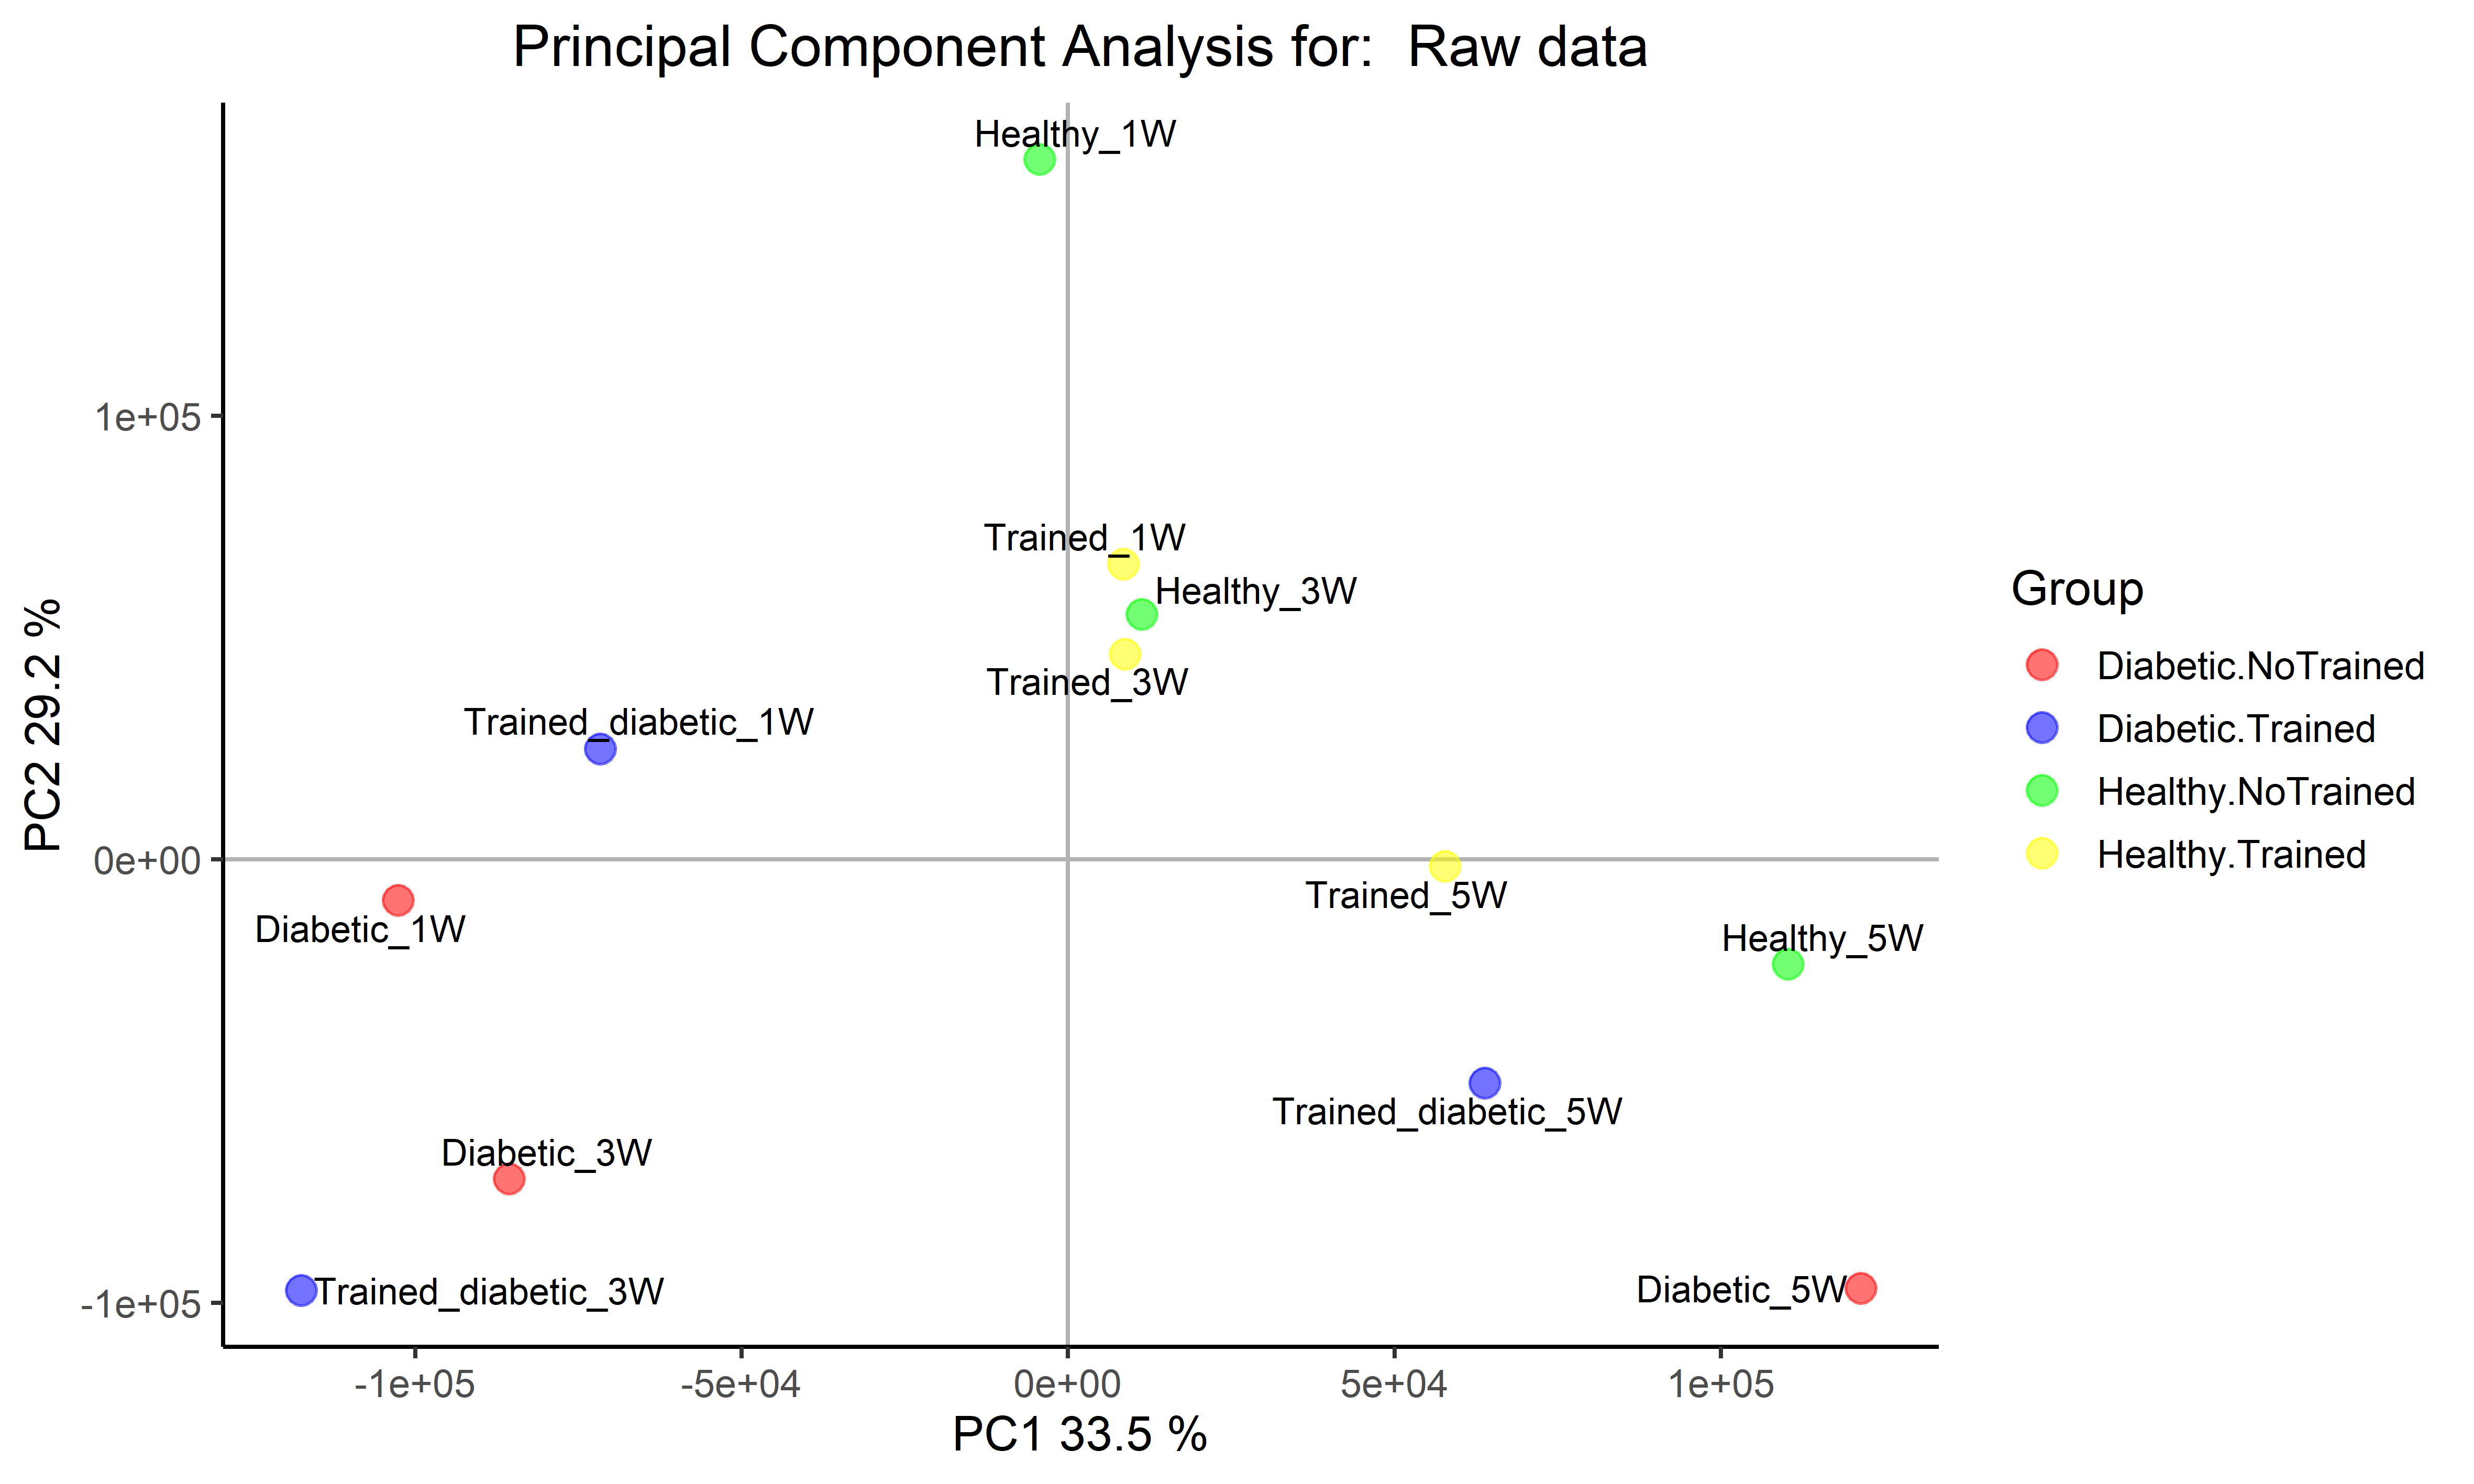 Principal Component Analysis for:  Raw data
Healthy_1W
1e+05
Trained_1W
Healthy_3W
Trained_3W
Trained_diabetic_1W
PC2 29.2 %
0e+00
Trained_5W
Diabetic_1W
Healthy_5W
Trained_diabetic_5W
Diabetic_3W
Trained_diabetic_3W
Diabetic_5W
-1e+05
-1e+05
-5e+04
0e+00
5e+04
1e+05
PC1 33.5 %
Group
Diabetic.NoTrained
Diabetic.Trained
Healthy.NoTrained
Healthy.Trained